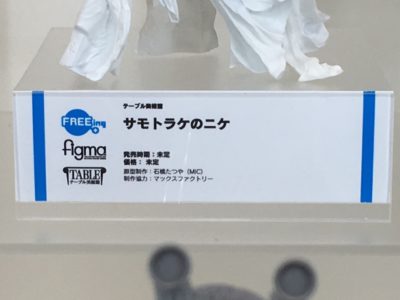 テーブル美術館
FREEing
サモトラケのニケ
figma
発売時期：未定
価格：未定
TABLE
テーブル美術館
原型制作：石橋たつや（MIC）
制作協力：マックスファクトリー